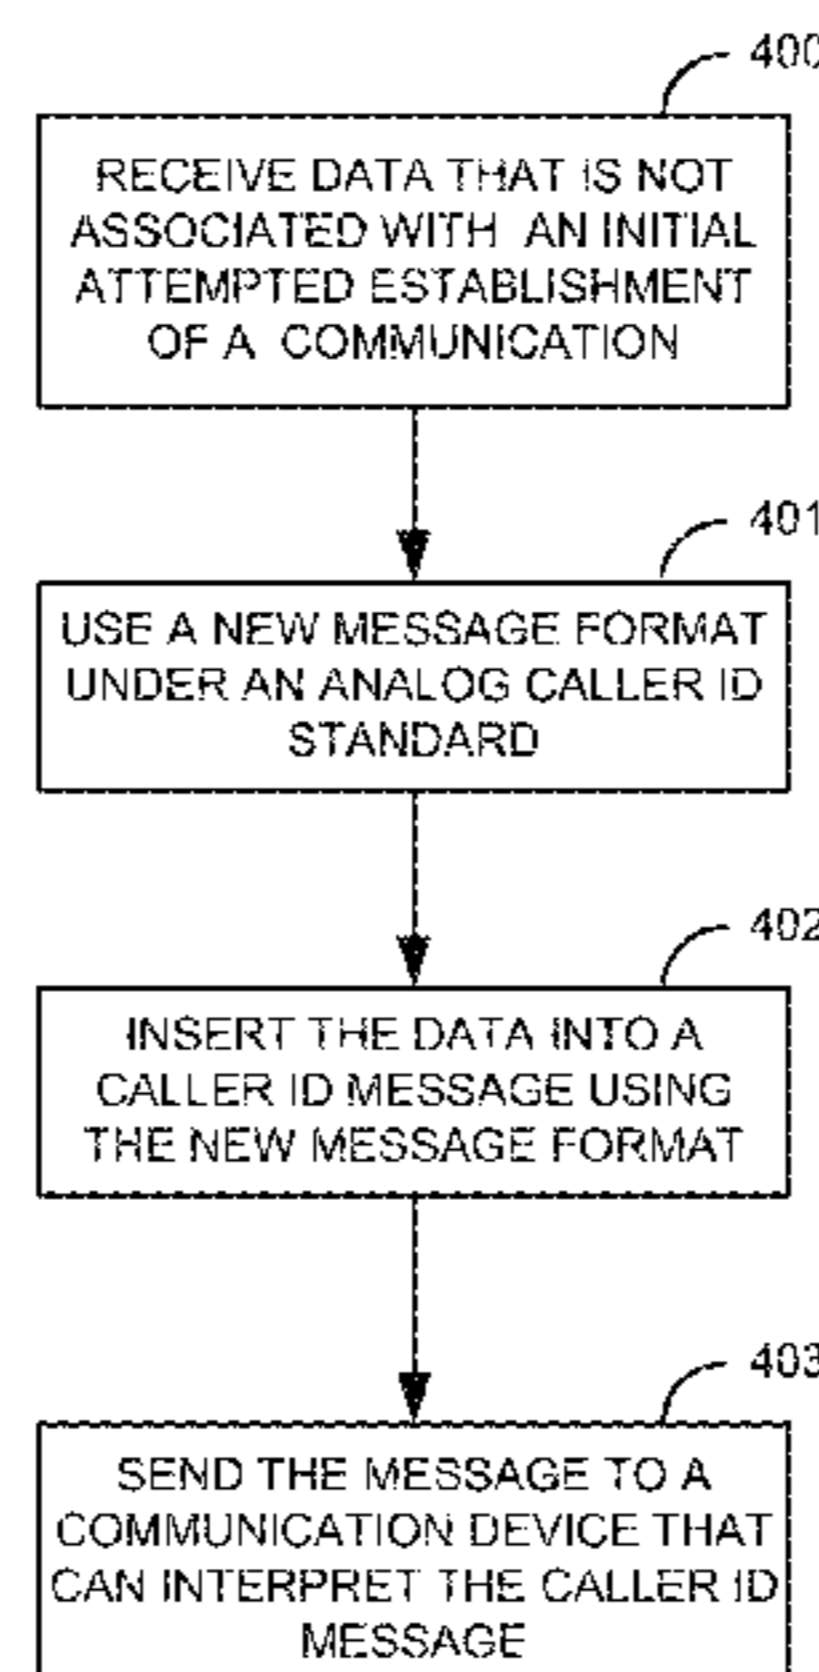 400
RECEIVE DATA THAT IS NOT
ASSOCIATED WITH AN INITIAL
ATTEMPTED ESTABLISHMENT
OF A COMMUNICATION
401
USE A NEW MESSAGE FORMAT
UNDER AN ANALOG CALLER ID
STANDARD
402
INSERT THE DATA INTO A
CALLER ID MESSAGE USING
THE NEW MESSAGE FORMAT
403
SEND THE MESSAGE TO A
COMMUNICATION DEVICE THAT
CAN INTERPRET THE CALLER ID
MESSAGE